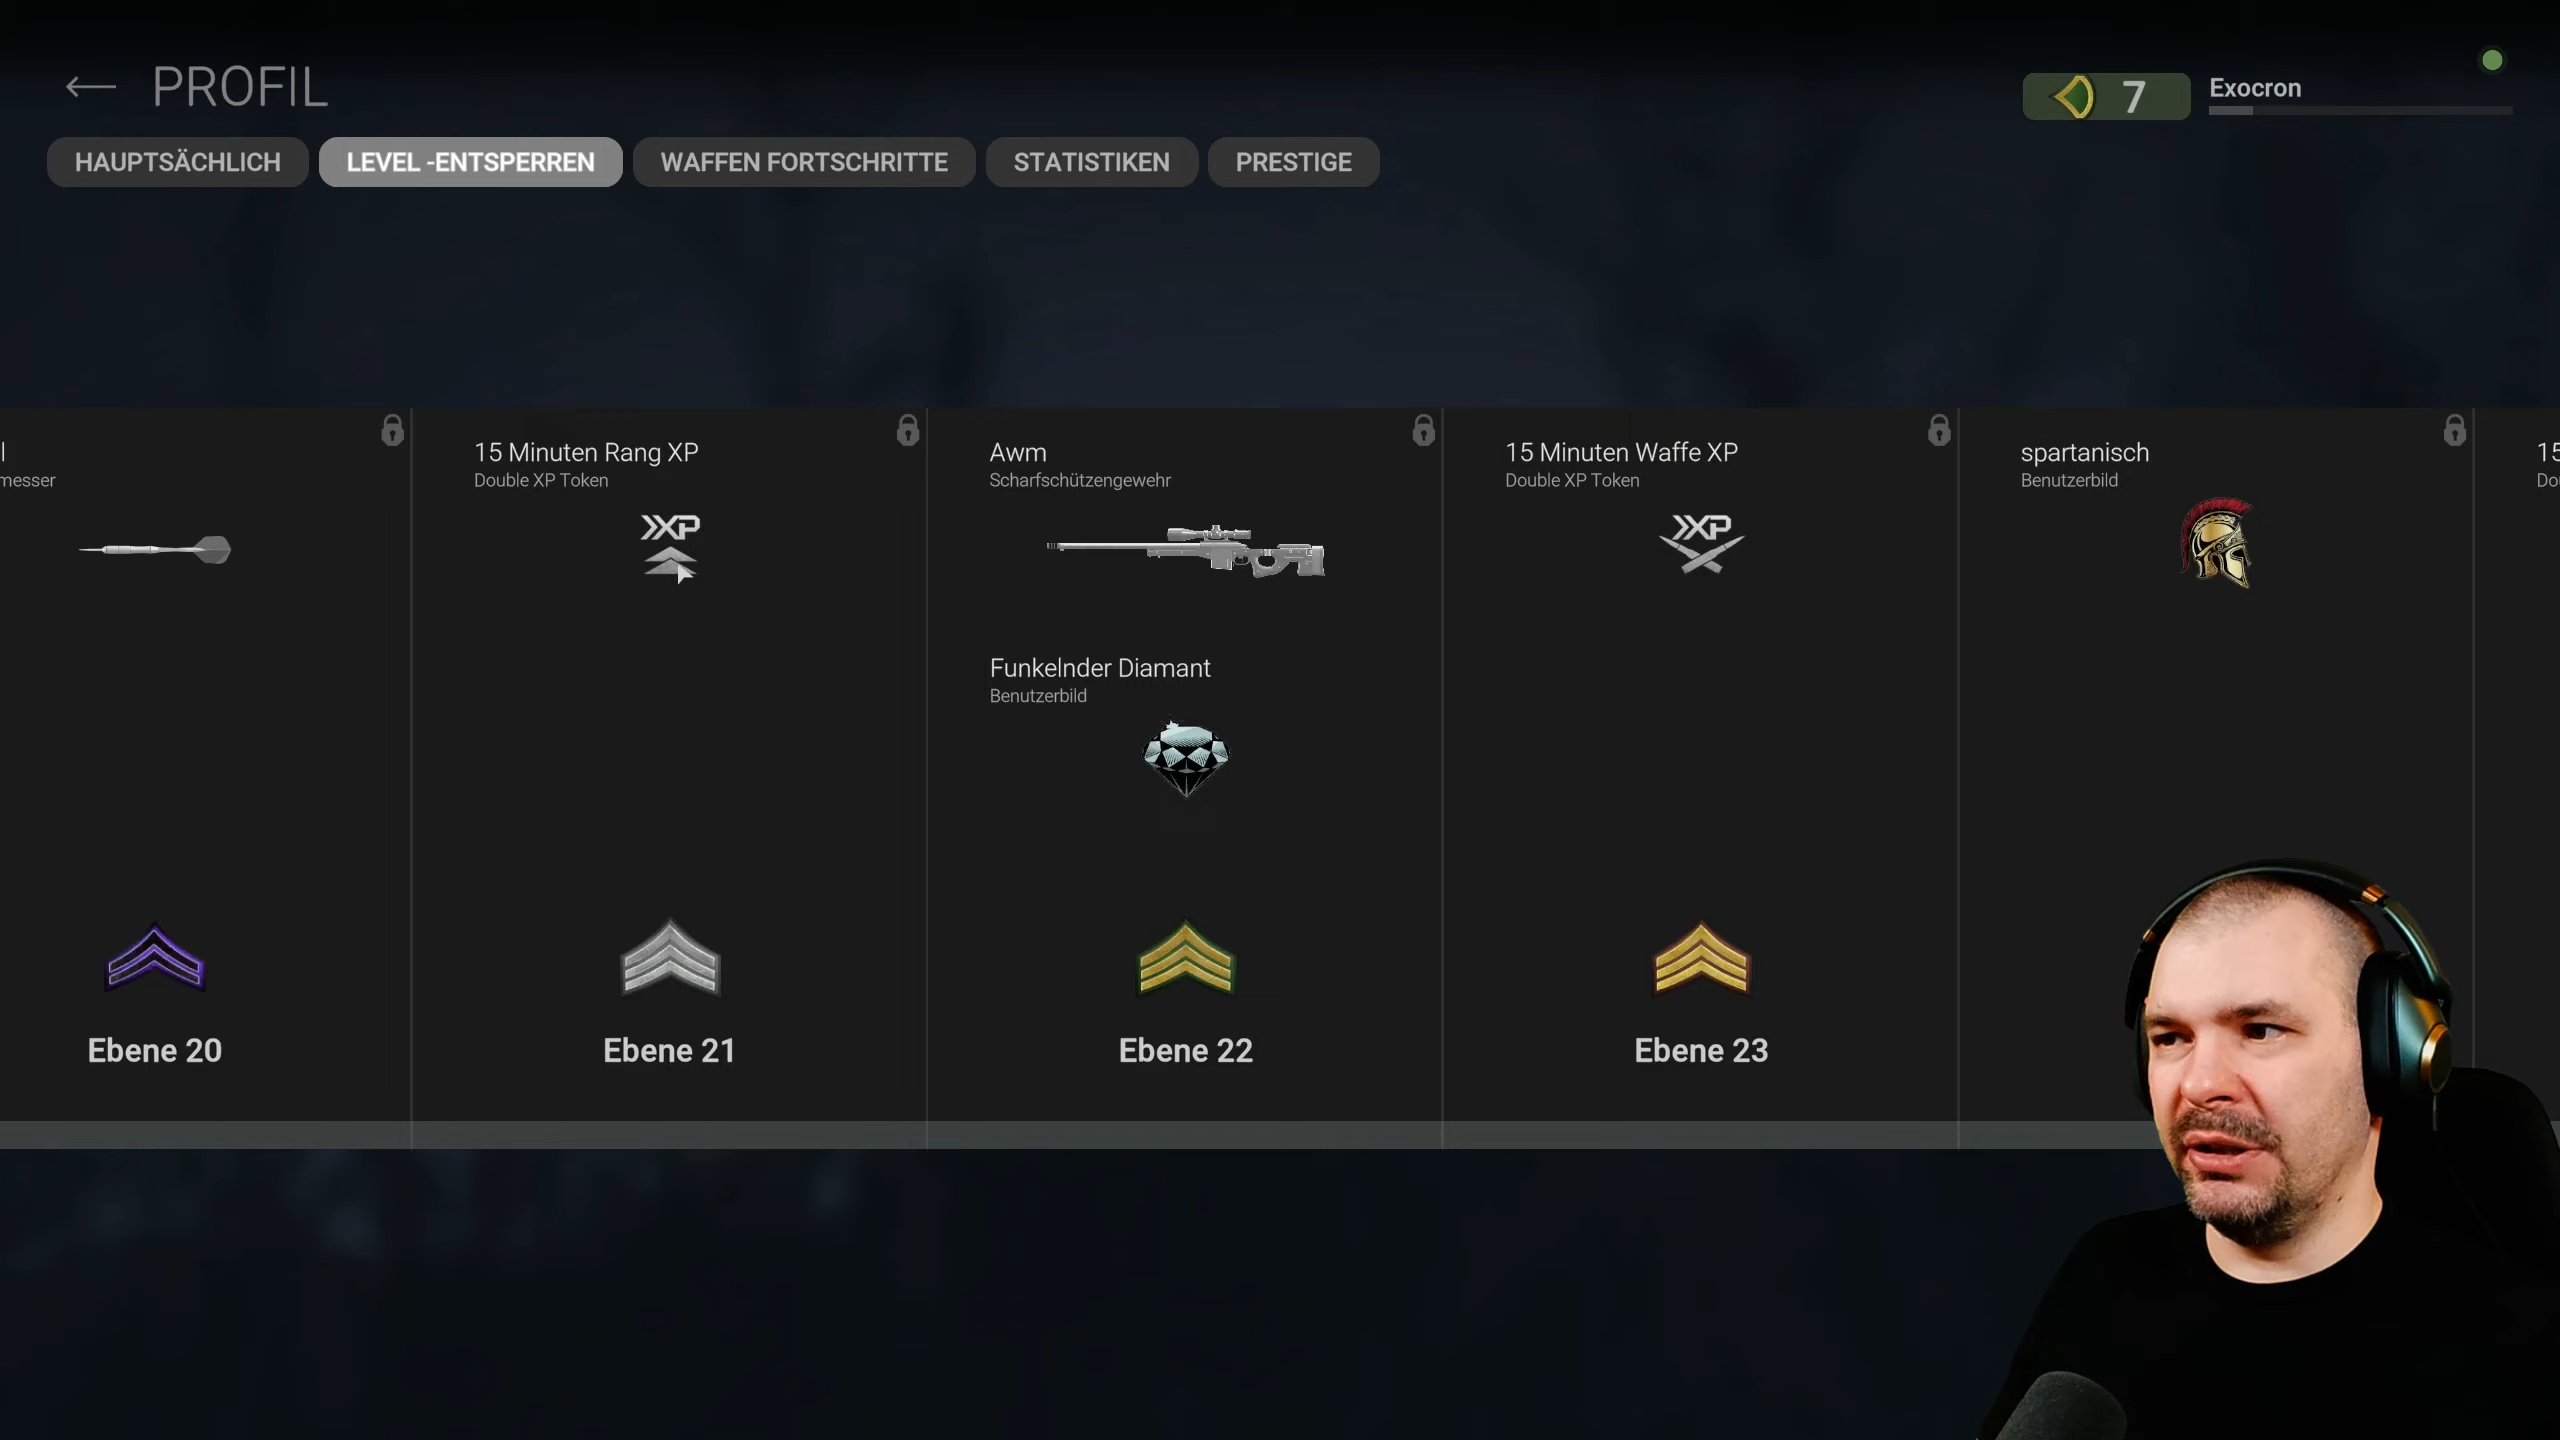 PROFIL
7
Exocron
HAUPTSÄCHLICH
LEVEL -ENTSPERREN
WAFFEN FORTSCHRITTE
STATISTIKEN
PRESTIGE
l
messer
Ebene 20
15 Minuten Rang XP
Double XP Token
XP
Ebene 21
Awm
Scharfschützengewehr
Funkelnder Diamant
Benutzerbild
Ebene 22
15 Minuten Waffe XP
Double XP Token
XP
Ebene 23
spartanisch
Benutzerbild
15
Do